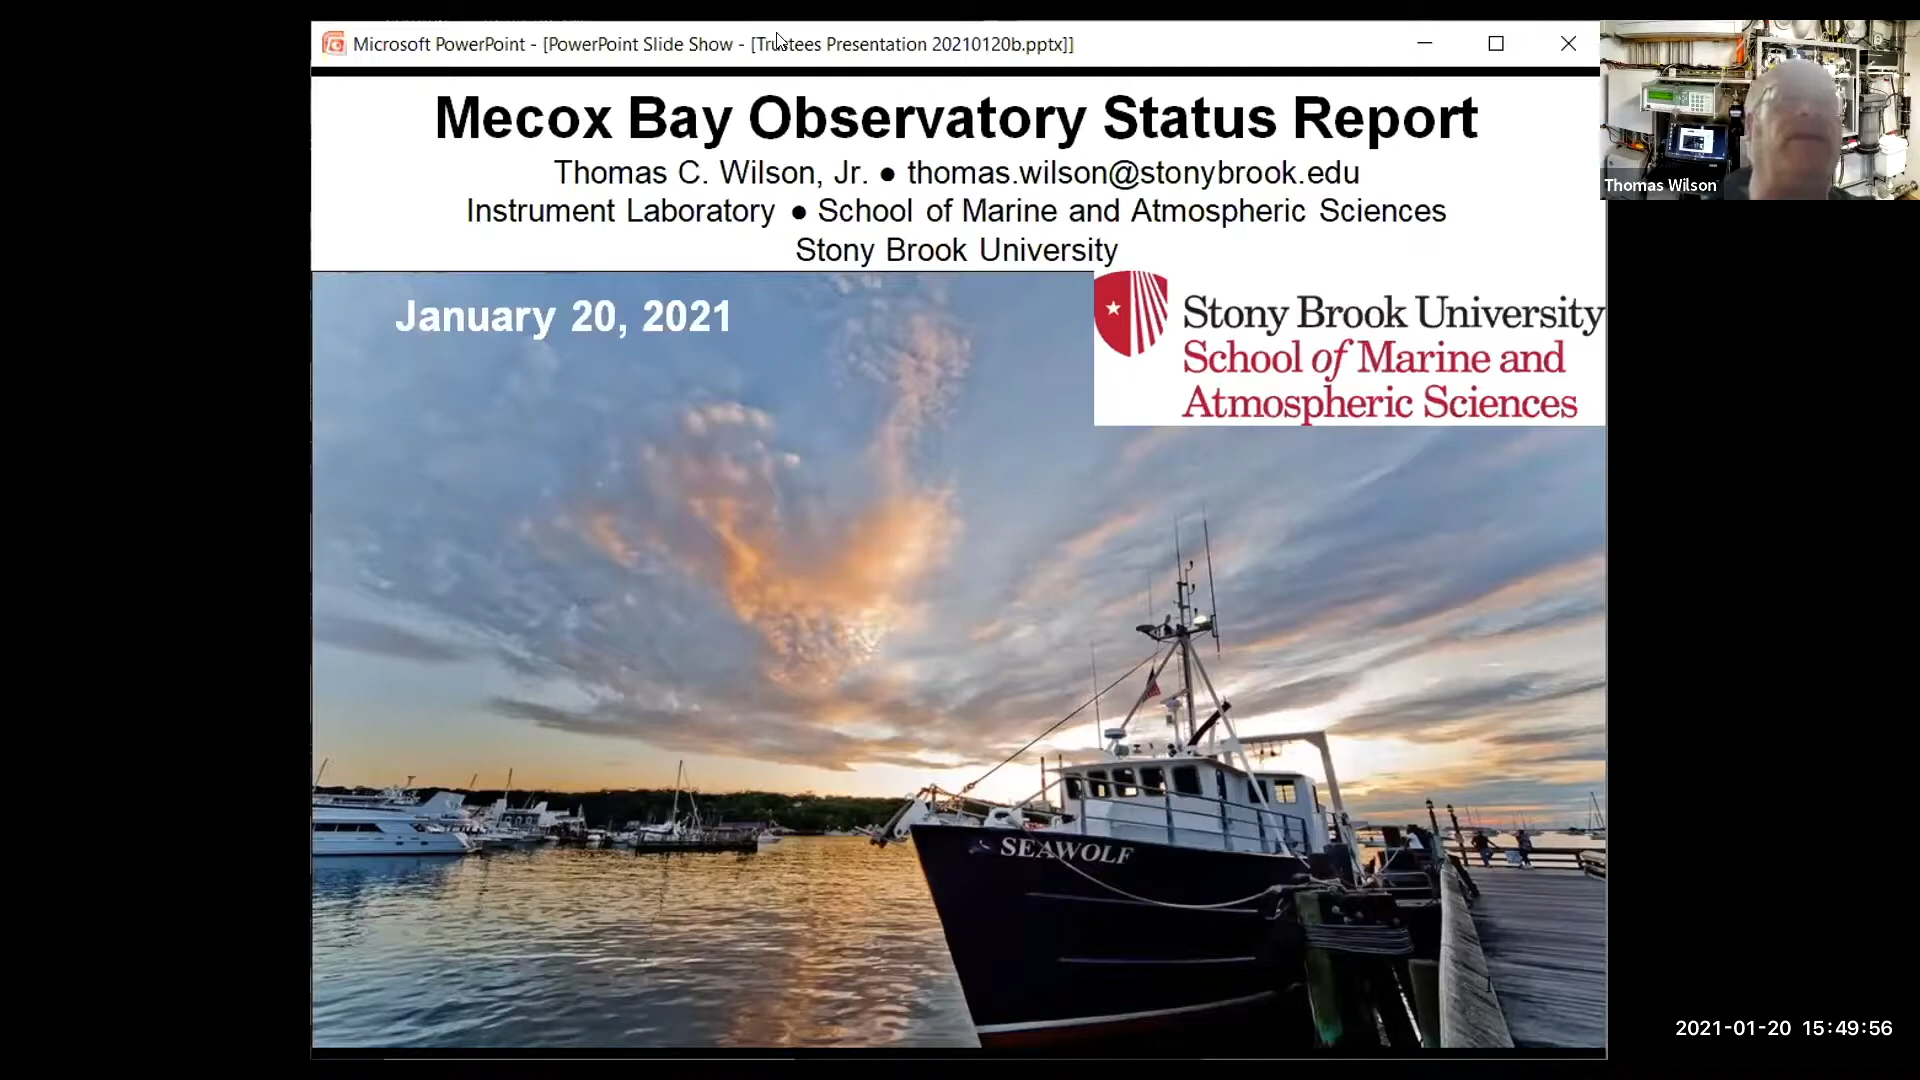 Microsoft PowerPoint - [PowerPoint Slide Show - [Trustees Presentation 20210120b.pptx]]
Mecox Bay Observatory Status Report
Thomas C. Wilson, Jr. ● thomas.wilson@stonybrook.edu
Instrument Laboratory ● School of Marine and Atmospheric Sciences
Stony Brook University
Thomas Wilson
January 20, 2021
Stony Brook University
School of Marine and
Atmospheric Sciences
SEAWOLF
2021-01-20 15:49:56